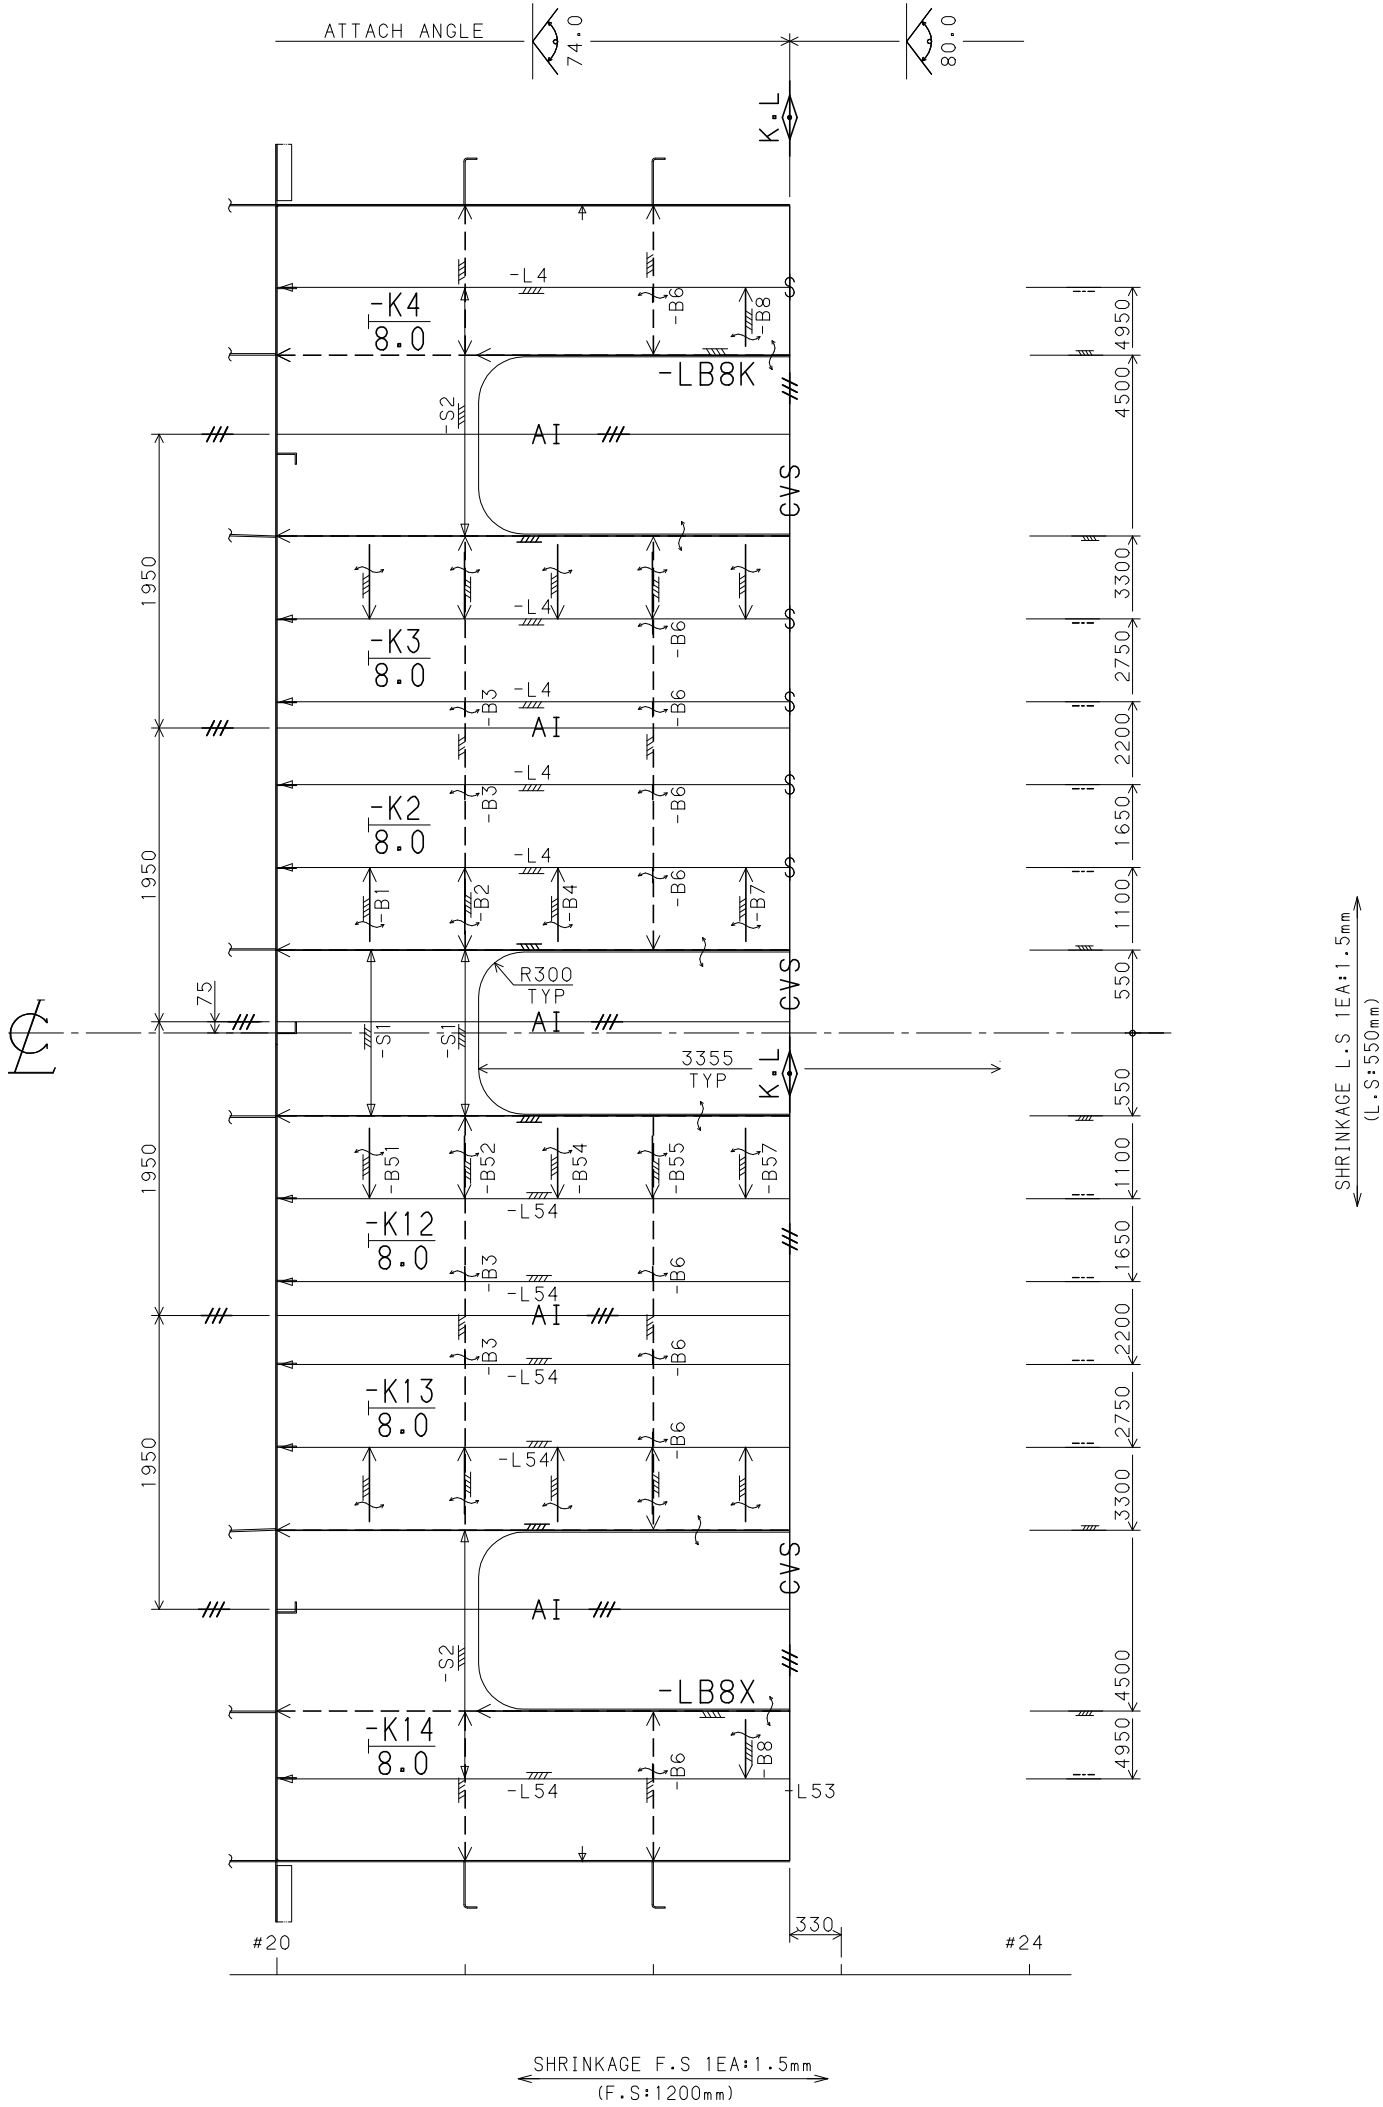 ATTACH ANGLE
74.0
80.0
K.L
-L4
-B6
-B8
S
-K4
8.0
4950
-LB8K
-S2
AI
4500
CVS
1950
3300
-L4
S
-K3
8.0
-B6
2750
-L4
S
-B3
-B6
AI
2200
-L4
S
-K2
8.0
-B3
-B6
1650
1950
-L4
S
-B1
-B2
-B4
-B6
-B7
1100
R300
TYP
CVS
550
75
AI
-S1
-S1
3355
TYP
K.L
550
SHRINKAGE L.S 1EA:1.5mm
(L.S:550mm)
1950
-B51
-B52
-B54
-B55
-B57
1100
-L54
-K12
8.0
1650
-B3
-B6
-L54
AI
2200
-B3
-B6
-L54
-K13
8.0
2750
-B6
-L54
1950
3300
CVS
AI
-S2
-LB8X
4500
-K14
8.0
-B6
-B8
4950
-L54
-L53
330
#20
#24
SHRINKAGE F.S 1EA:1.5mm
(F.S:1200mm)